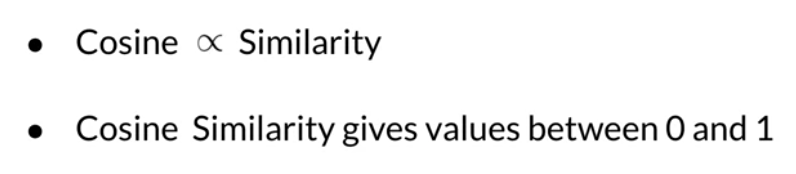 • Cosine ∝ Similarity
• Cosine Similarity gives values between 0 and 1